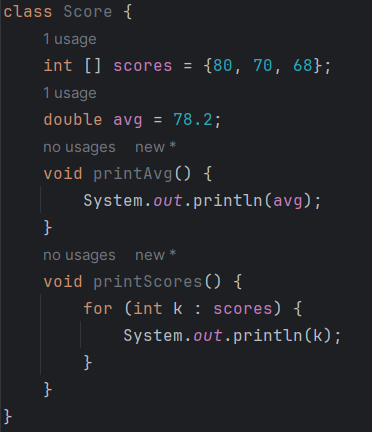 class Score {
1 usage
int [] scores = {80, 70, 68};
1 usage
double avg = 78.2;
no usages new *
void printAvg() {
System.out.println(avg);
}
no usages new *
void printScores() {
for (int k : scores) {
System.out.println(k);
}
}
}